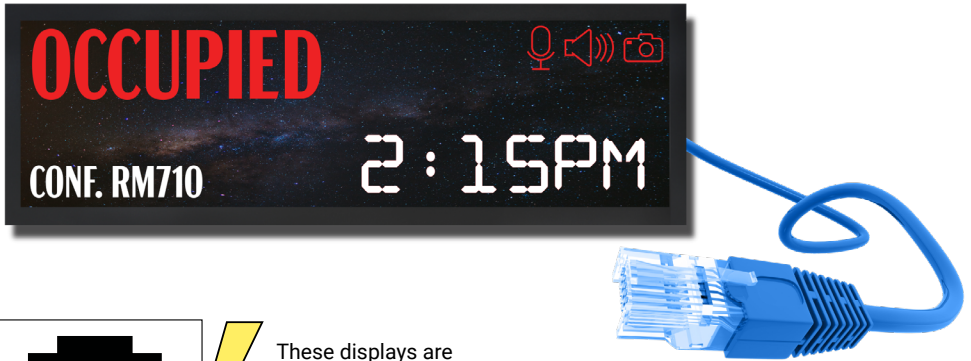 OCCUPIED
CONF. RM710
2:15PM
These displays are